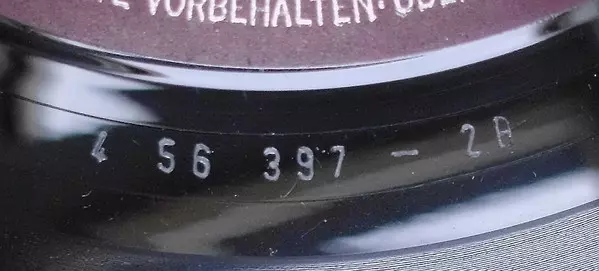 VORBEHALTEN·
4 56 397 - 2A